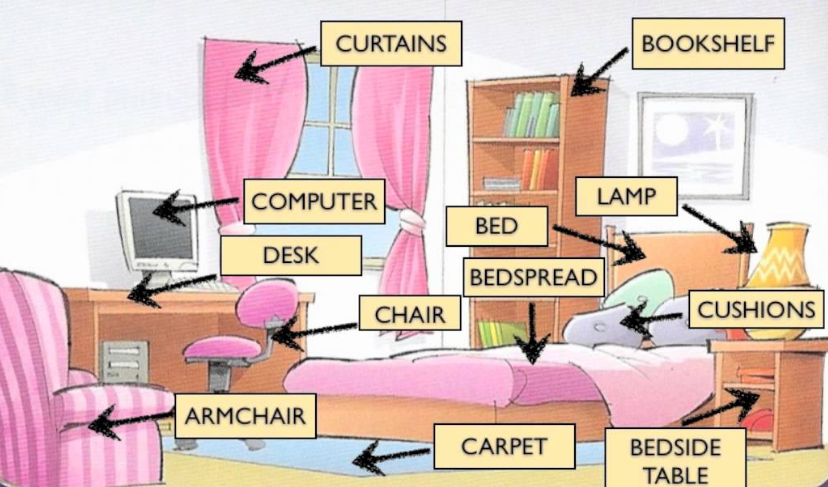 CURTAINS
BOOKSHELF
COMPUTER
LAMP
BED
DESK
BEDSPREAD
CHAIR
CUSHIONS
ARMCHAIR
CARPET
BEDSIDE
TABLE